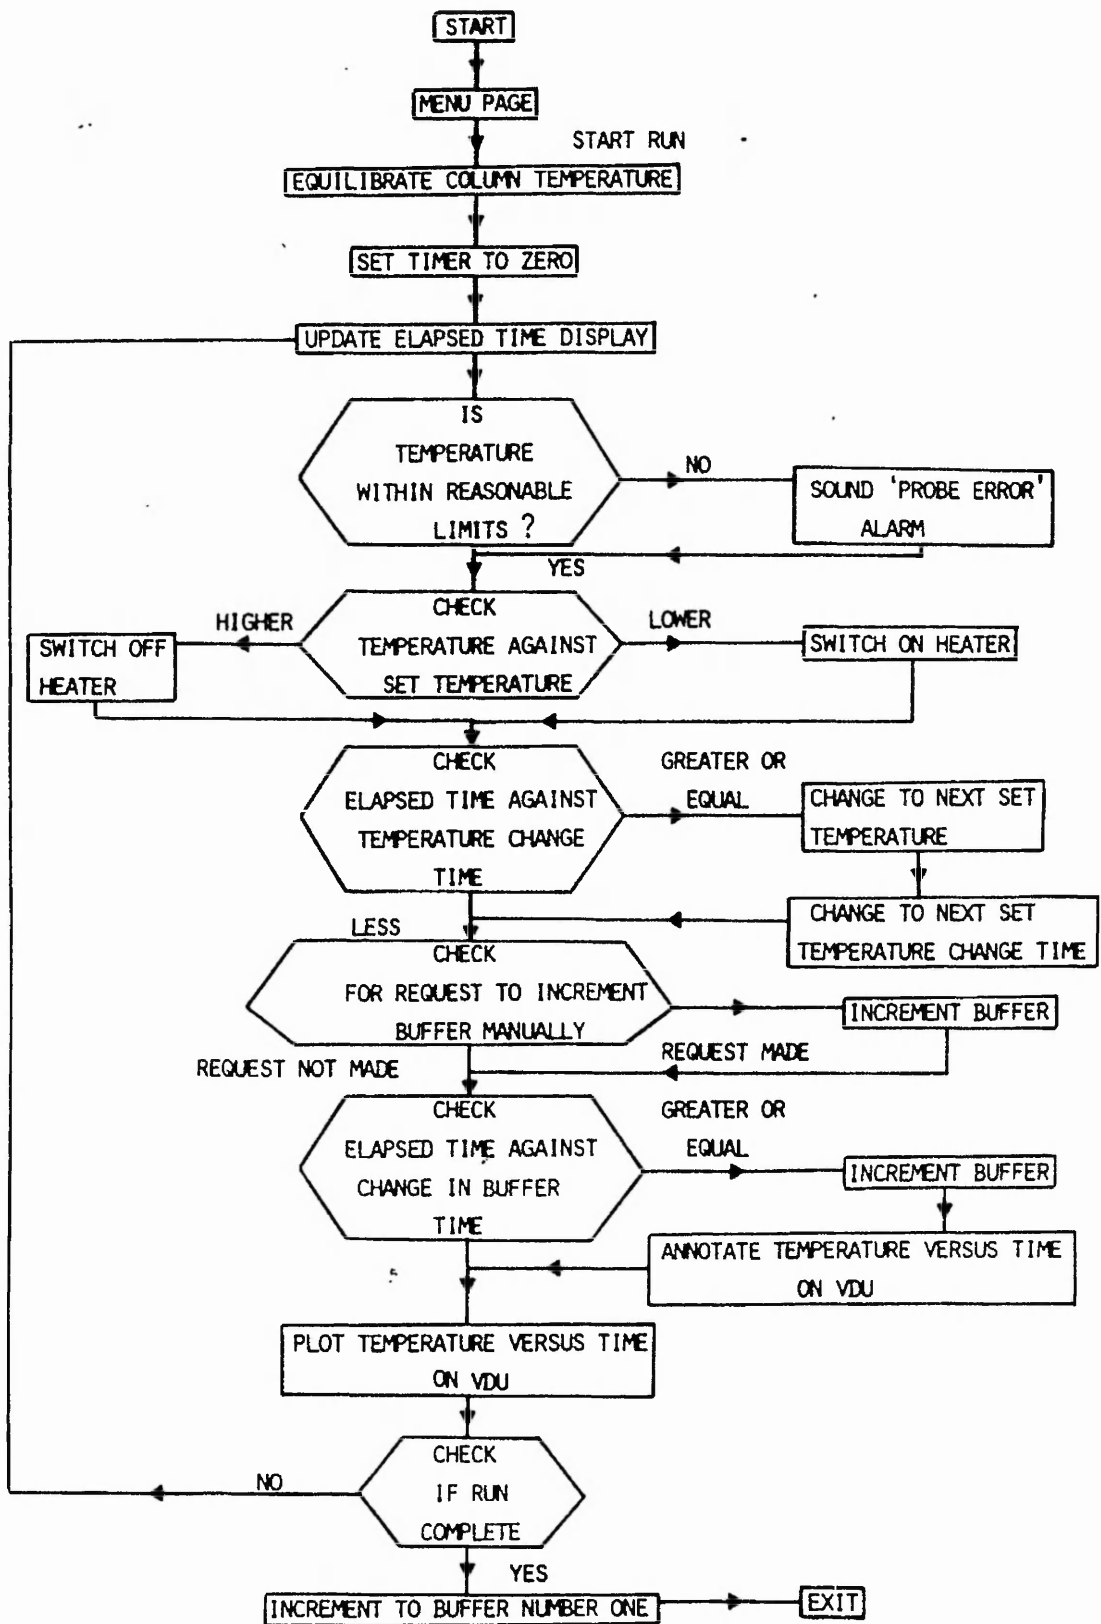 START
MENU PAGE
START RUN
EQUILIBRATE COLUMN TEMPERATURE
SET TIMER TO ZERO
UPDATE ELAPSED TIME DISPLAY
IS
TEMPERATURE
WITHIN REASONABLE
LIMITS ?
NO
SOUND 'PROBE ERROR'
ALARM
YES
CHECK
TEMPERATURE AGAINST
SET TEMPERATURE
HIGHER
SWITCH OFF
HEATER
LOWER
SWITCH ON HEATER
CHECK
ELAPSED TIME AGAINST
TEMPERATURE CHANGE
TIME
GREATER OR
EQUAL
CHANGE TO NEXT SET
TEMPERATURE
CHANGE TO NEXT SET
TEMPERATURE CHANGE TIME
LESS
CHECK
FOR REQUEST TO INCREMENT
BUFFER MANUALLY
INCREMENT BUFFER
REQUEST MADE
REQUEST NOT MADE
CHECK
ELAPSED TIME AGAINST
CHANGE IN BUFFER
TIME
GREATER OR
EQUAL
INCREMENT BUFFER
ANNOTATE TEMPERATURE VERSUS TIME
ON VDU
PLOT TEMPERATURE VERSUS TIME
ON VDU
CHECK
IF RUN
COMPLETE
NO
YES
INCREMENT TO BUFFER NUMBER ONE
EXIT